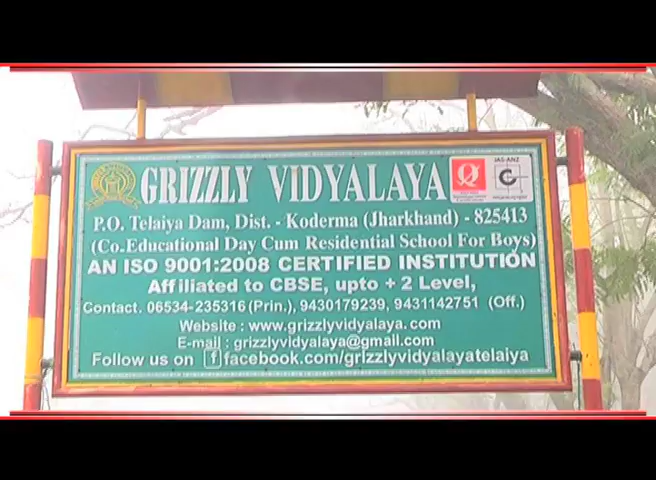 GRIZZLY VIDYALAYA
JAS-ANZ
P.O. Telaiya Dam, Dist. - Koderma (Jharkhand) - 825413
(Co.Educational Day Cum Residential School For Boys)
AN ISO 9001:2008 CERTIFIED INSTITUTION
Affiliated to CBSE, upto + 2 Level,
Contact. 06534-235316 (Prin.), 9430179239, 9431142751 (Off.)
Website : www.grizzlyvidyalaya.com
E-mail : grizzlyvidyalaya@gmail.com
Follow us on f facebook.com/grIzzlyvidyalayatelaiya